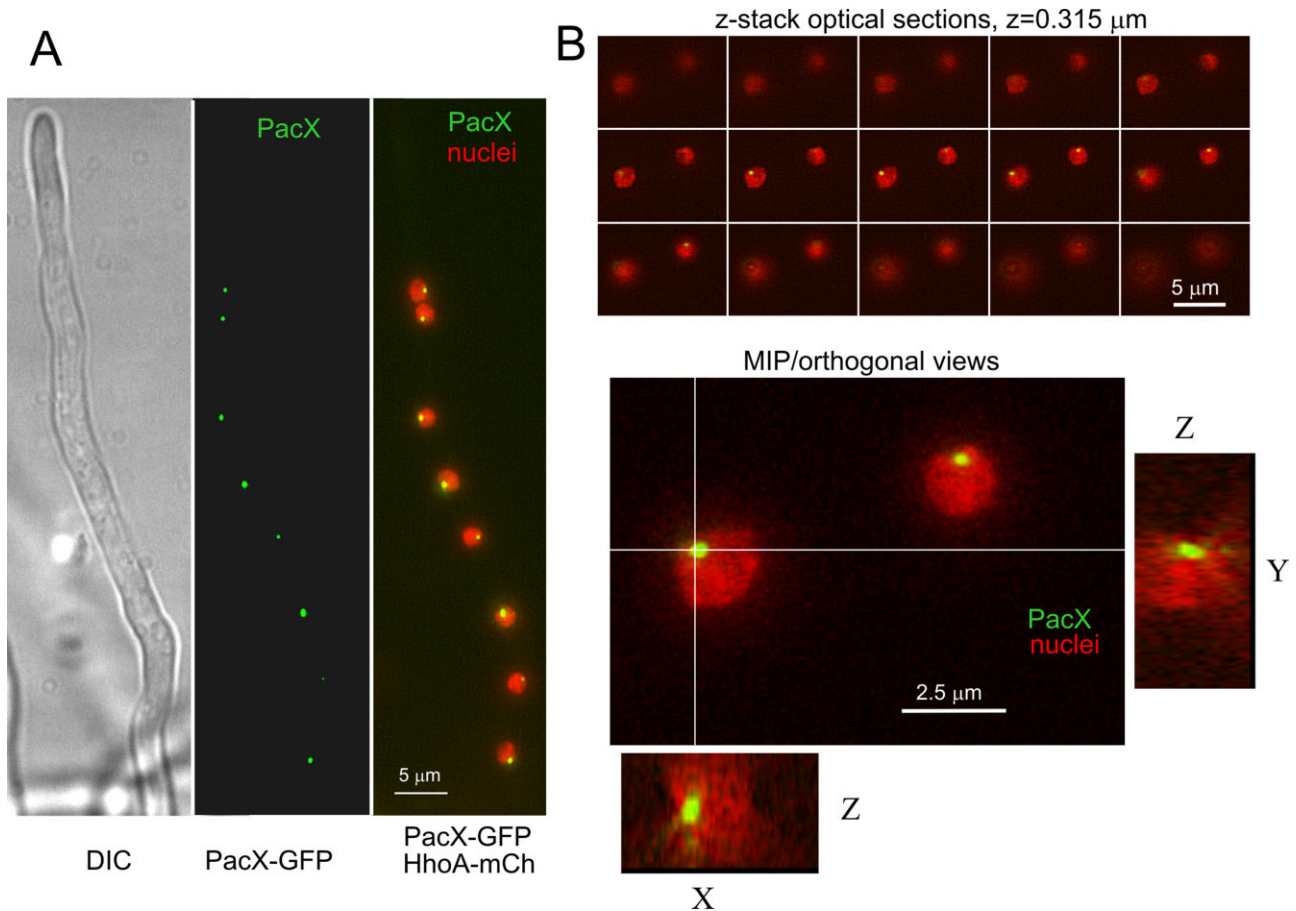 A
PacX
PacX
nuclei
5 μm
DIC
PacX-GFP
PacX-GFP
HhoA-mCh
B
z-stack optical sections, z=0.315 μm
5 μm
MIP/orthogonal views
Z
Y
PacX
nuclei
2.5 μm
Z
X